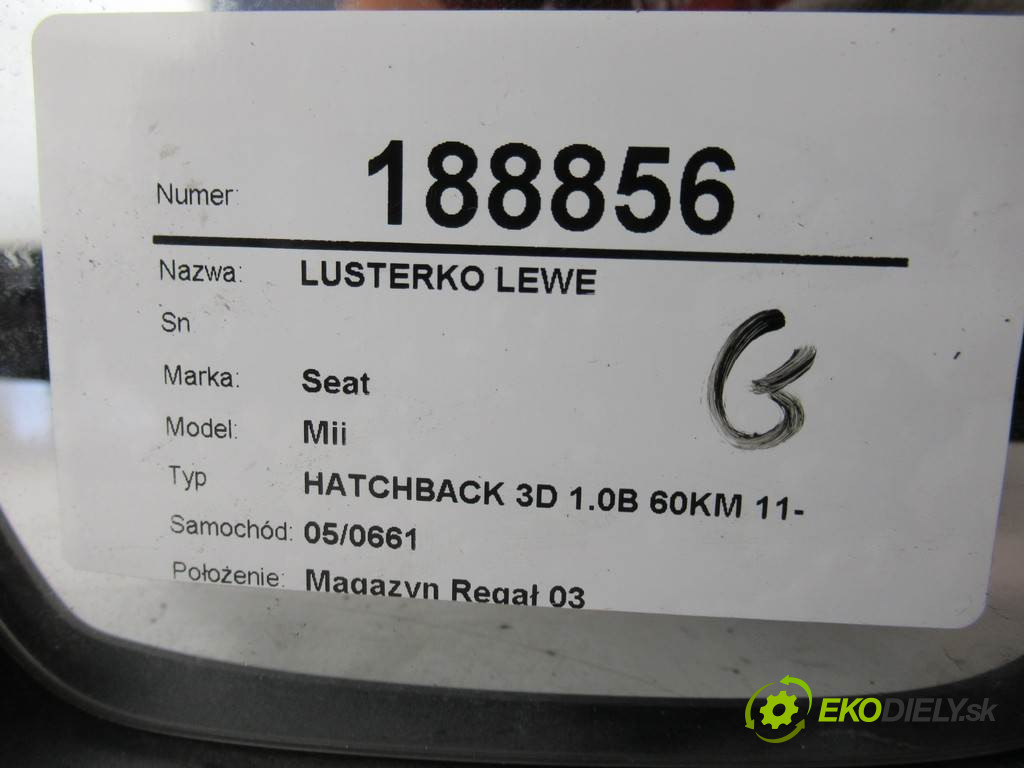 Numer: 188856
Nazwa: LUSTERKO LEWE
Sn
Marka: Seat
Model: Mii
Typ HATCHBACK 3D 1.0B 60KM 11-
Samochód: 05/0661
Położenie: Magazyn Regał 03
EKODIELY.sk